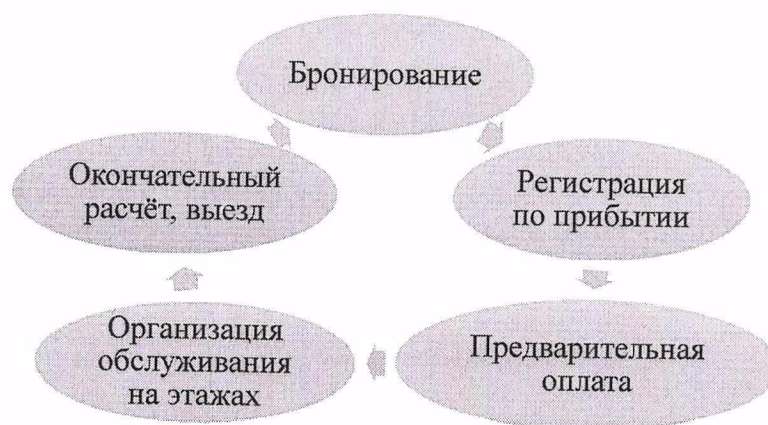 Бронирование
Регистрация
по прибытии
Предварительная
оплата
Организация
обслуживания
на этажах
Окончательный
расчёт, выезд